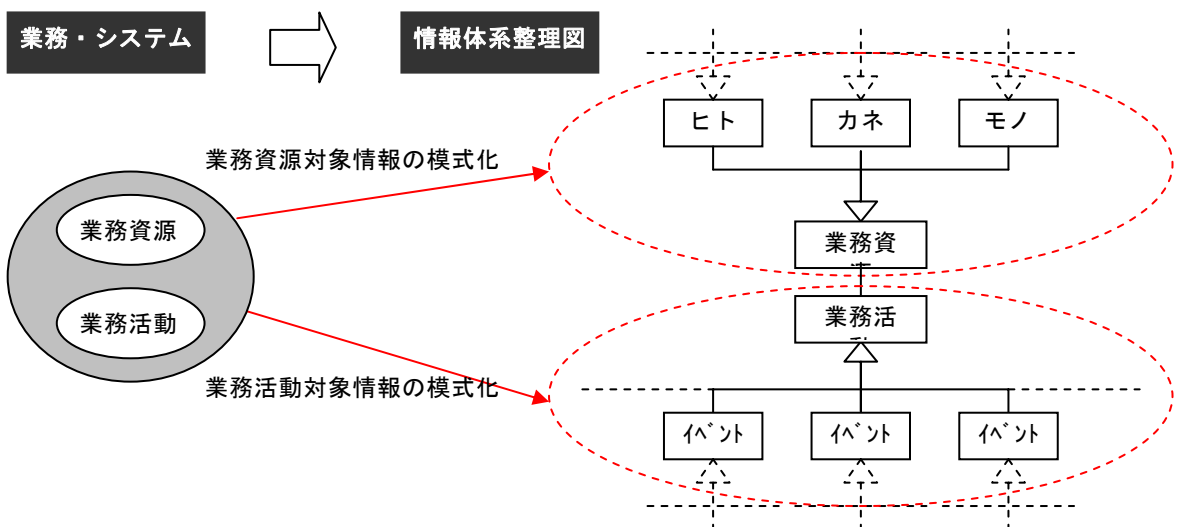 業務・システム
情報体系整理図
ヒト
カネ
モノ
業務資源対象情報の模式化
業務資源
業務資
業務活動
業務活
業務活動対象情報の模式化
ｲﾍﾞﾝﾄ
ｲﾍﾞﾝﾄ
ｲﾍﾞﾝﾄ